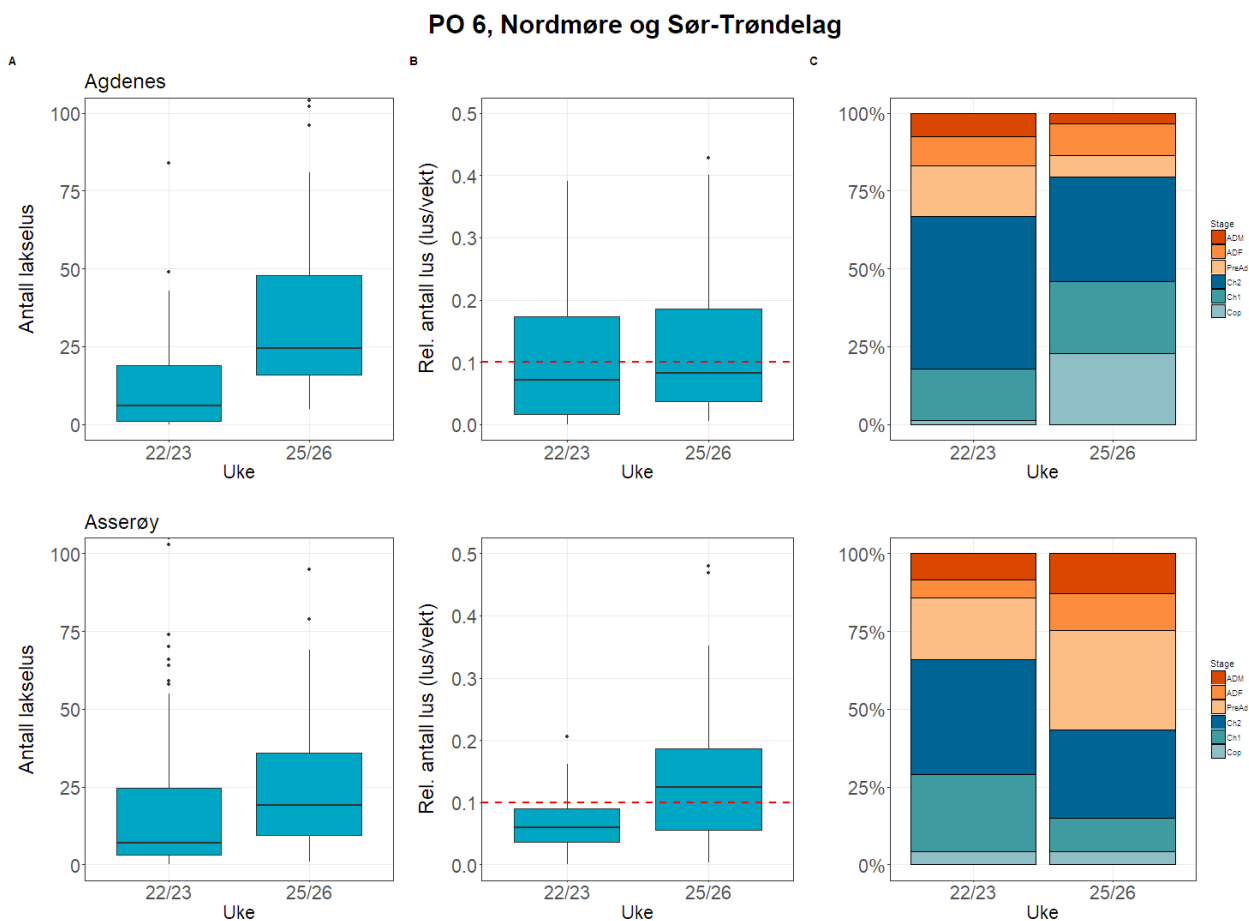 PO 6, Nordmøre og Sør-Trøndelag
A
B
C
Agdenes
Antall lakselus
100
75
50
25
0
22/23
25/26
Uke
Rel. antall lus (lus/vekt)
0.5
0.4
0.3
0.2
0.1
0.0
22/23
25/26
Uke
100%
75%
50%
25%
0%
22/23
25/26
Uke
Stage
ADM
ADF
PreAd
Ch2
Ch1
Cop
Asserøy
Antall lakselus
100
75
50
25
0
22/23
25/26
Uke
Rel. antall lus (lus/vekt)
0.5
0.4
0.3
0.2
0.1
0.0
22/23
25/26
Uke
100%
75%
50%
25%
0%
22/23
25/26
Uke
Stage
ADM
ADF
PreAd
Ch2
Ch1
Cop